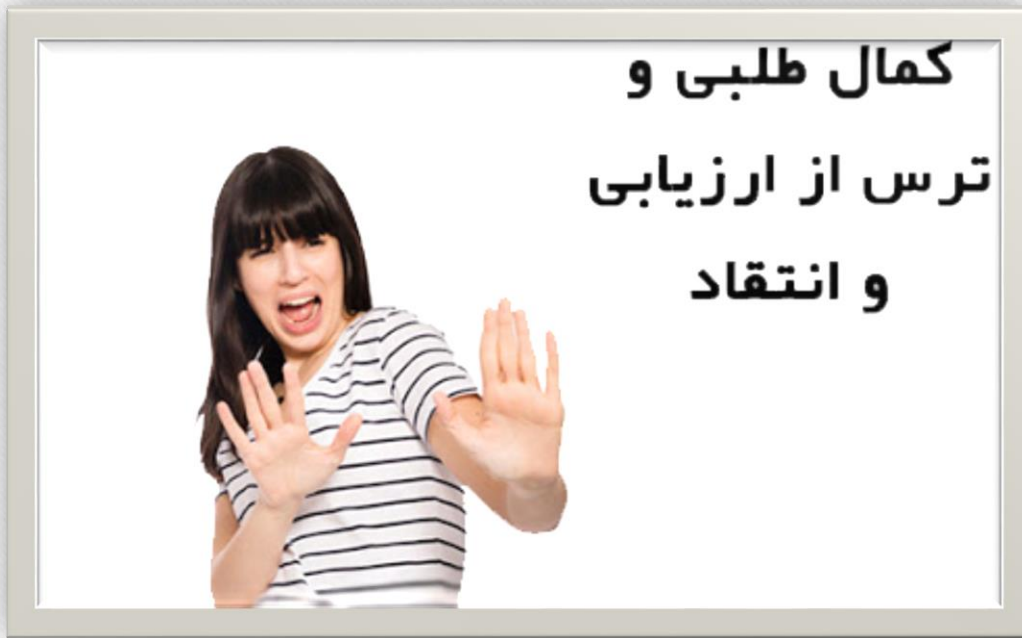 کمال طلبی و
ترس از ارزیابی
و انتقاد